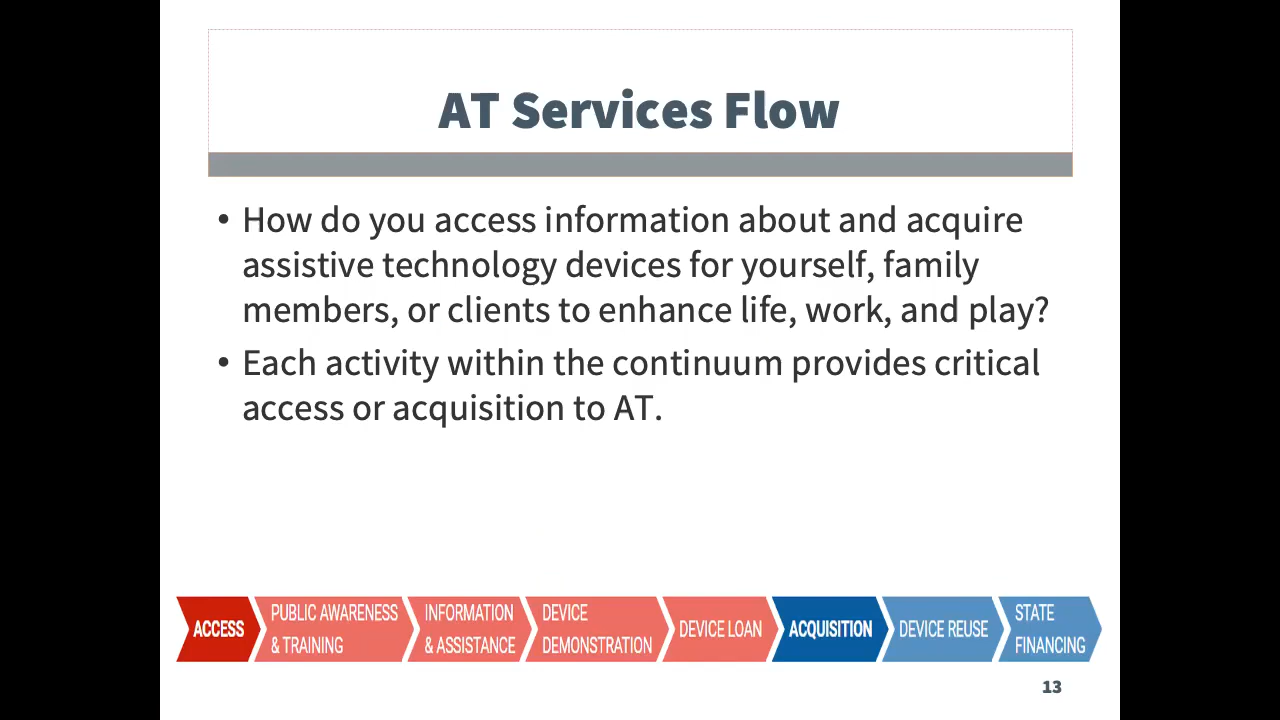 AT Services Flow
• How do you access information about and acquire
assistive technology devices for yourself, family
members, or clients to enhance life, work, and play?
• Each activity within the continuum provides critical
access or acquisition to AT.
ACCESS
PUBLIC AWARENESS
& TRAINING
INFORMATION
& ASSISTANCE
DEVICE
DEMONSTRATION
DEVICE LOAN
ACQUISITION
DEVICE REUSE
STATE
FINANCING
13